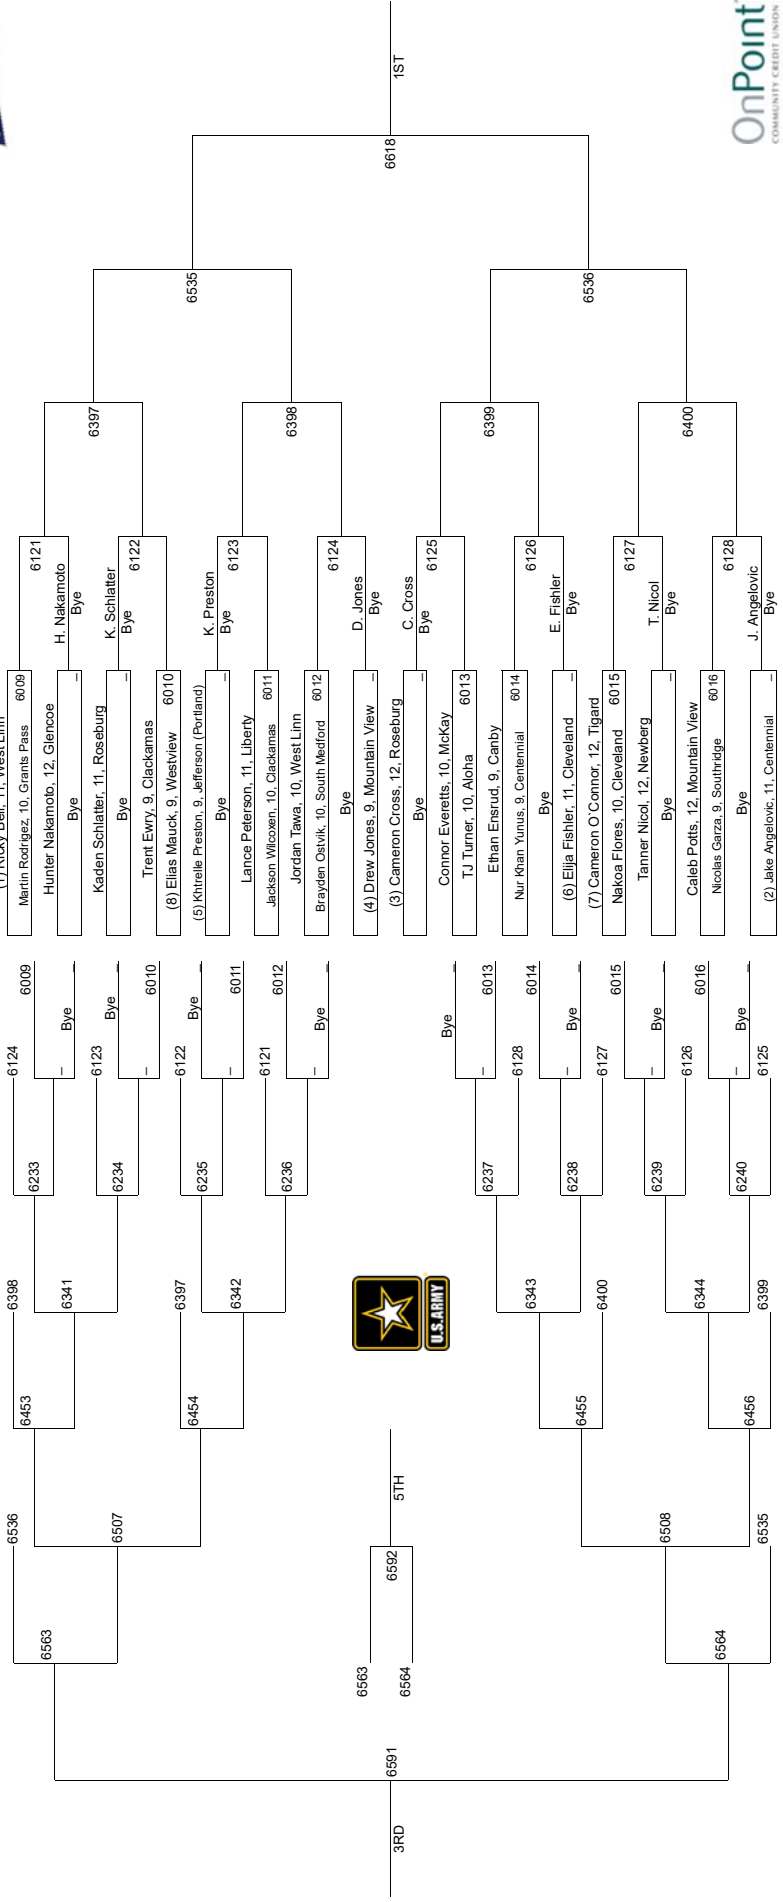 1ST
OnPoint
COMMUNITY CREDIT UNION
6618
6535
6536
6397
6398
6399
6400
6121
H. Nakamoto
Bye
K. Schlatter
Bye
6122
K. Preston
Bye
6123
6124
D. Jones
Bye
C. Cross
Bye
6125
6126
E. Fishler
Bye
6127
T. Nicol
Bye
6128
J. Angelovic
Bye
Martin Rodrigez, 10, Grants Pass 6009
Hunter Nakamoto, 12, Glencoe
Bye –
Kaden Schlatter, 11, Roseburg
Bye –
Trent Ewry, 9, Clackamas
(8) Elias Mauck, 9, Westview 6010
(5) Khtrelle Preston, 9, Jefferson (Portland)
Bye –
Lance Peterson, 11, Liberty
Jackson Wilcoxen, 10, Clackamas 6011
Jordan Tawa, 10, West Linn
Brayden Ostvik, 10, South Medford 6012
Bye
(4) Drew Jones, 9, Mountain View –
(3) Cameron Cross, 12, Roseburg
Bye –
Connor Everetts, 10, McKay
TJ Turner, 10, Aloha 6013
Ethan Ensrud, 9, Canby
Nur Khan Yunus, 9, Centennial 6014
Bye
(6) Elija Fishler, 11, Cleveland –
(7) Cameron O`Connor, 12, Tigard
Nakoa Flores, 10, Cleveland 6015
Tanner Nicol, 12, Newberg
Bye –
Caleb Potts, 12, Mountain View
Nicolas Garza, 9, Southridge 6016
Bye
(2) Jake Angelovic, 11, Centennial –
6124
6009
Bye –
–
6123
Bye –
6010
–
6122
Bye –
6011
–
6121
6012
Bye –
–
Bye –
6013
–
6128
6014
Bye –
–
6127
6015
Bye –
–
6126
6016
Bye –
–
6125
6233
6234
6235
6236
6237
6238
6239
6240
6398
6341
6397
6342
U.S.ARMY
6343
6400
6344
6399
6453
6454
6455
6456
6536
6507
5TH
6592
6508
6535
6563
6563
6564
6564
6591
3RD